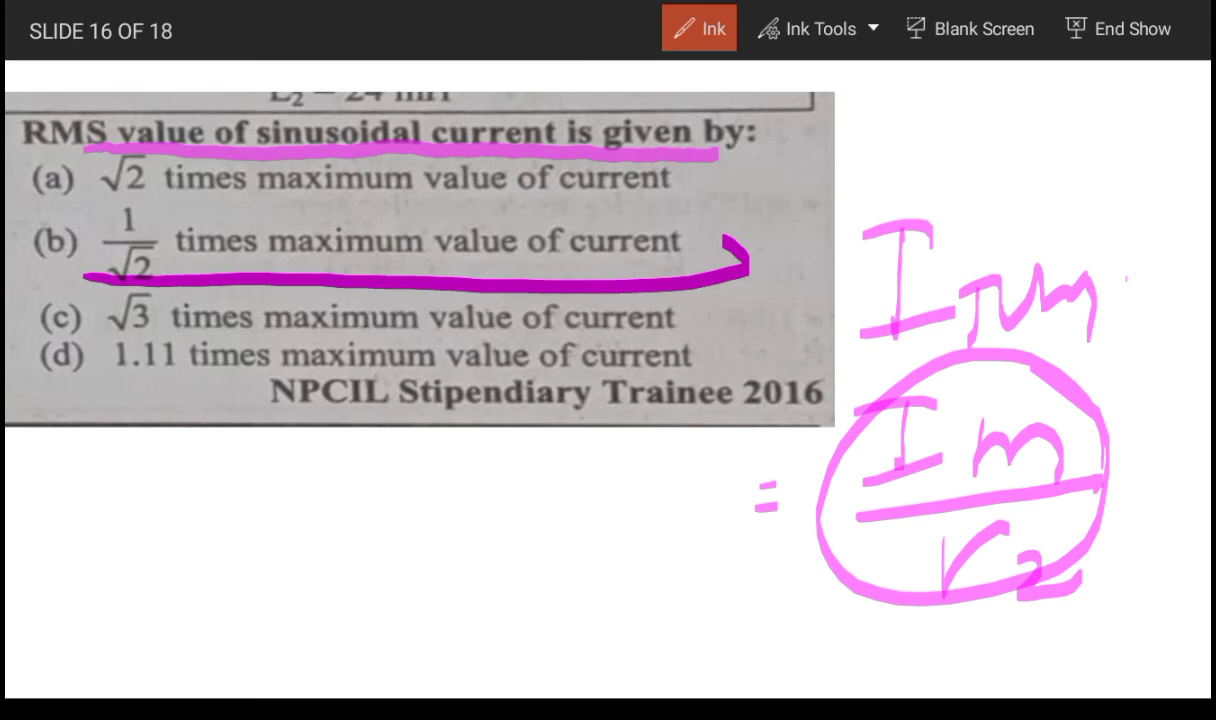 SLIDE 16 OF 18
Ink
Ink Tools
Blank Screen
End Show
RMS value of sinusoidal current is given by:
(a) √2 times maximum value of current
(b) 1/√2 times maximum value of current
(c) √3 times maximum value of current
(d) 1.11 times maximum value of current
NPCIL Stipendiary Trainee 2016
= Im/√2